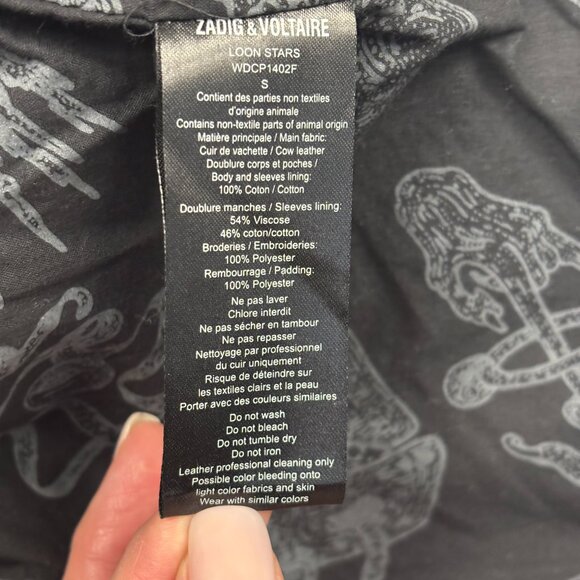 ZADIG & VOLTAIRE
LOON STARS
WDCP1402F
S
Contient des parties non textiles
d'origine animale
Contains non-textile parts of animal origin
Matière principale / Main fabric:
Cuir de vachette / Cow leather
Doublure corps et poches /
Body and sleeves lining:
100% Coton / Cotton
Doublure manches / Sleeves lining:
54% Viscose
46% coton/cotton
Broderies / Embroideries:
100% Polyester
Rembourrage / Padding:
100% Polyester
Ne pas laver
Chlore interdit
Ne pas sécher en tambour
Ne pas repasser
Nettoyage par professionnel
du cuir uniquement
Risque de déteindre sur
les textiles clairs et la peau
Porter avec des couleurs similaires
Do not wash
Do not bleach
Do not tumble dry
Do not iron
Leather professional cleaning only
Possible color bleeding onto
light color fabrics and skin
Wear with similar colors